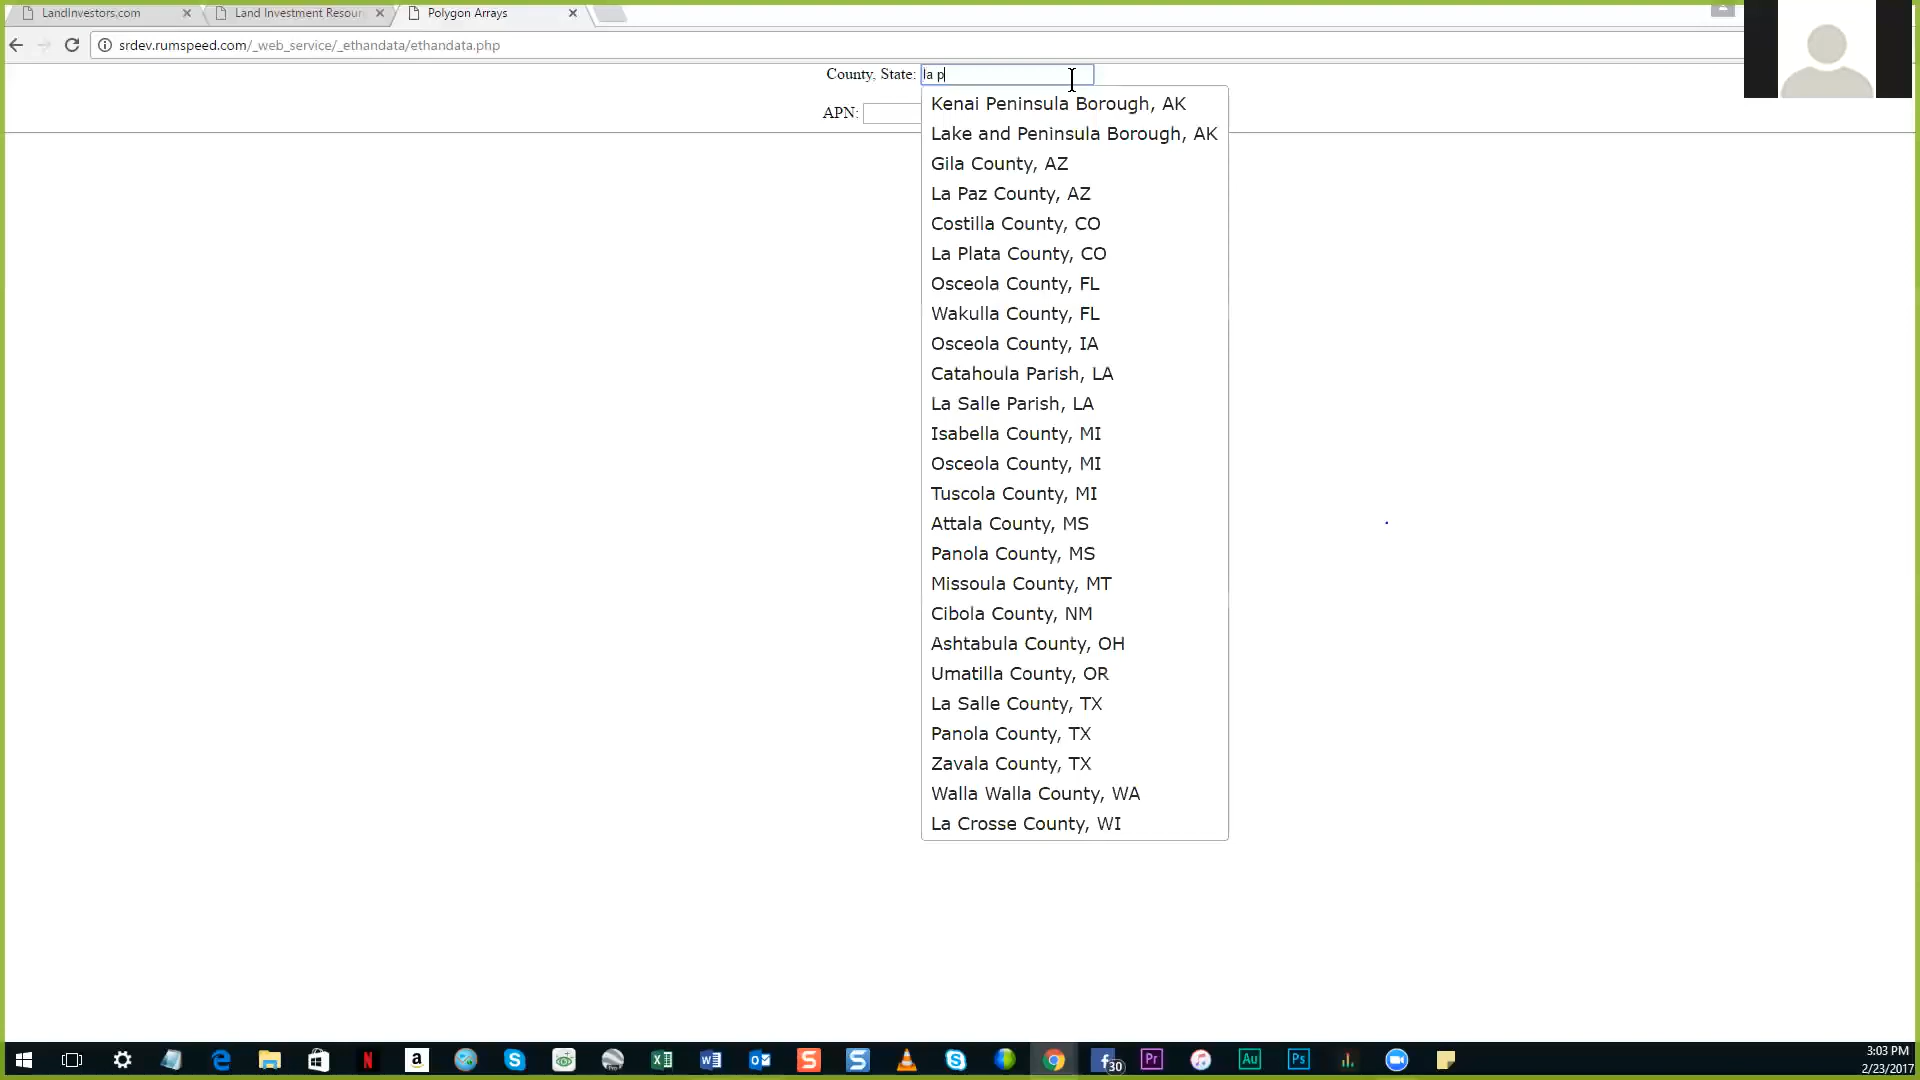 LandInvestors.com
Land Investment Resour
Polygon Arrays
srdev.rumspeed.com/_web_service/_ethandata/ethandata.php
County, State: la p
APN:
Kenai Peninsula Borough, AK
Lake and Peninsula Borough, AK
Gila County, AZ
La Paz County, AZ
Costilla County, CO
La Plata County, CO
Osceola County, FL
Wakulla County, FL
Osceola County, IA
Catahoula Parish, LA
La Salle Parish, LA
Isabella County, MI
Osceola County, MI
Tuscola County, MI
Attala County, MS
Panola County, MS
Missoula County, MT
Cibola County, NM
Ashtabula County, OH
Umatilla County, OR
La Salle County, TX
Panola County, TX
Zavala County, TX
Walla Walla County, WA
La Crosse County, WI
30
Pr
Au
Ps
3:03 PM
2/23/2017